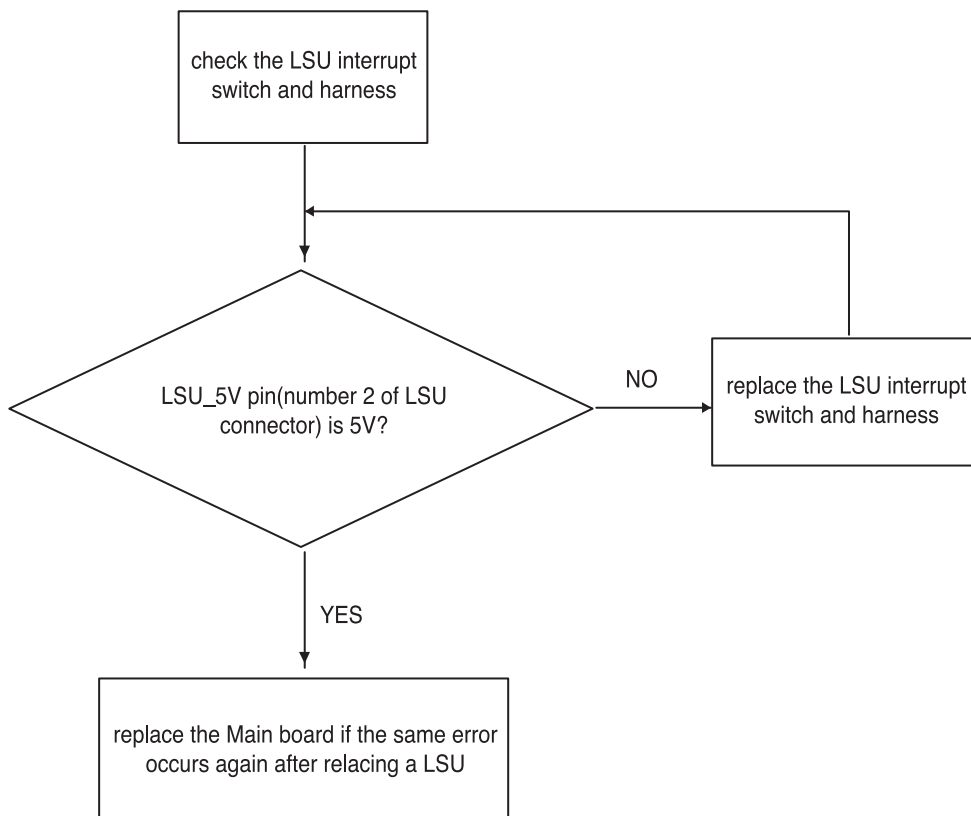 check the LSU interrupt
switch and harness
LSU_5V pin(number 2 of LSU
connector) is 5V?
NO
replace the LSU interrupt
switch and harness
YES
replace the Main board if the same error
occurs again after relacing a LSU